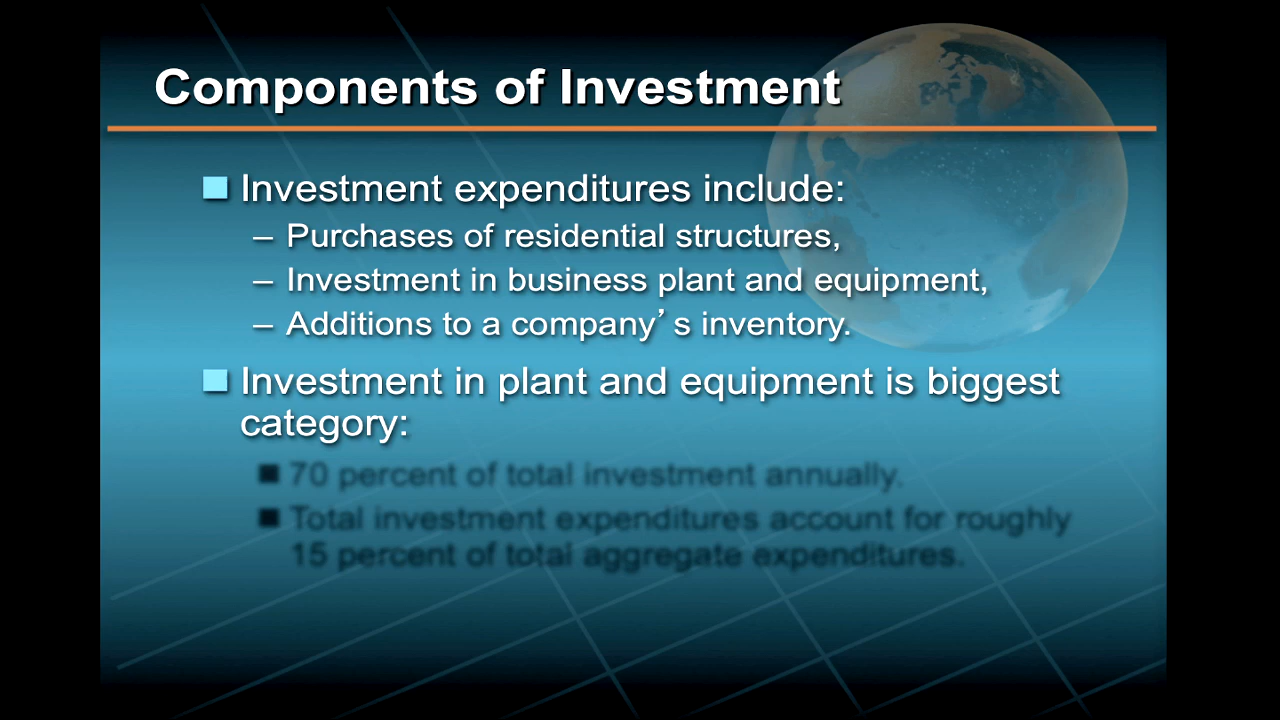 Components of Investment
Investment expenditures include:
– Purchases of residential structures,
– Investment in business plant and equipment,
– Additions to a company’s inventory.
Investment in plant and equipment is biggest
category:
70 percent of total investment annually.
Total investment expenditures account for roughly
15 percent of total aggregate expenditures.